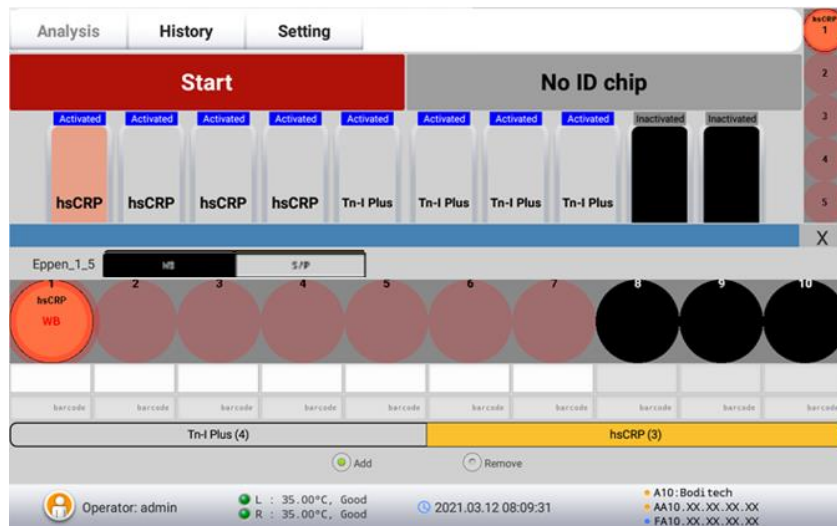 Analysis History Setting
hsCRP
1
Start No ID chip
2
Activated Activated Activated Activated Activated Activated Activated Activated Inactivated Inactivated
3
4
hsCRP hsCRP hsCRP hsCRP Tn-I Plus Tn-I Plus Tn-I Plus Tn-I Plus
5
X
Eppen_1_5 WB S/P
1 2 3 4 5 6 7 8 9 10
hsCRP
WB
barcode barcode barcode barcode barcode barcode barcode barcode barcode barcode
Tn-I Plus (4) hsCRP (3)
Add Remove
Operator: admin
L : 35.00°C, Good
R : 35.00°C, Good
2021.03.12 08:09:31
A10:Boditech
AA10.XX.XX.XX.XX
FA10.XX.XX.XX.XX